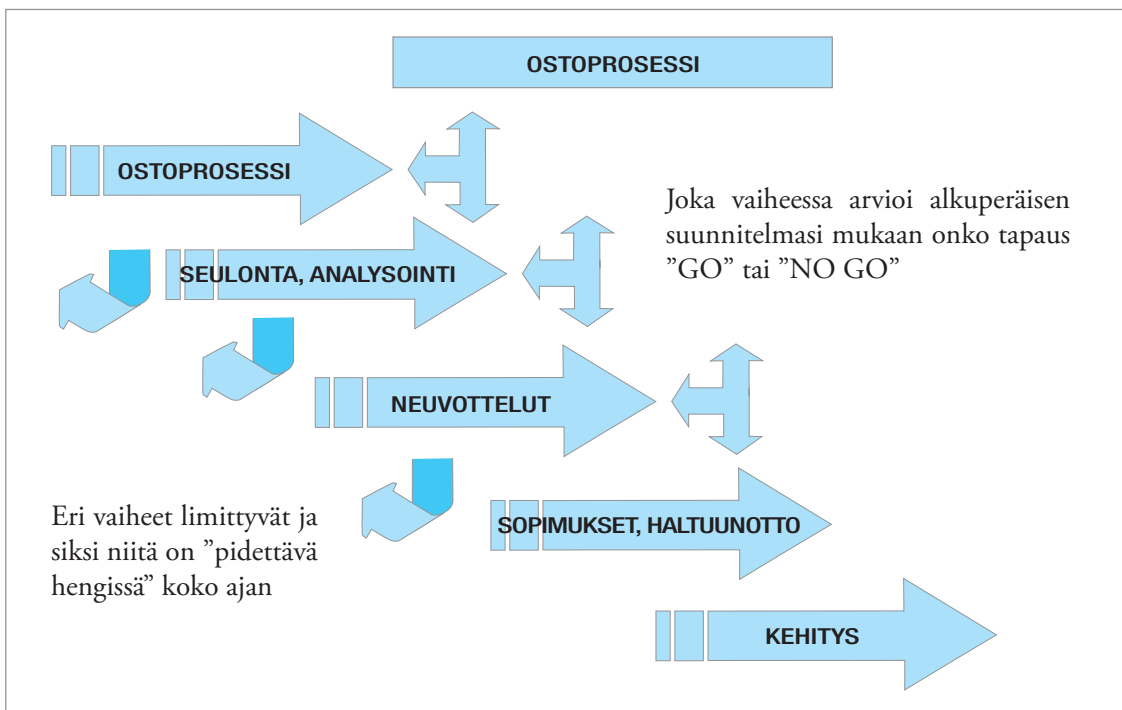 OSTOPROSESSI
OSTOPROSESSI
Joka vaiheessa arvioi alkuperäisen
suunnitelmasi mukaan onko tapaus
”GO” tai ”NO GO”
SEULONTA, ANALYSOINTI
NEUVOTTELUT
Eri vaiheet limittyvät ja
siksi niitä on ”pidettävä
hengissä” koko ajan
SOPIMUKSET, HALTUUNOTTO
KEHITYS